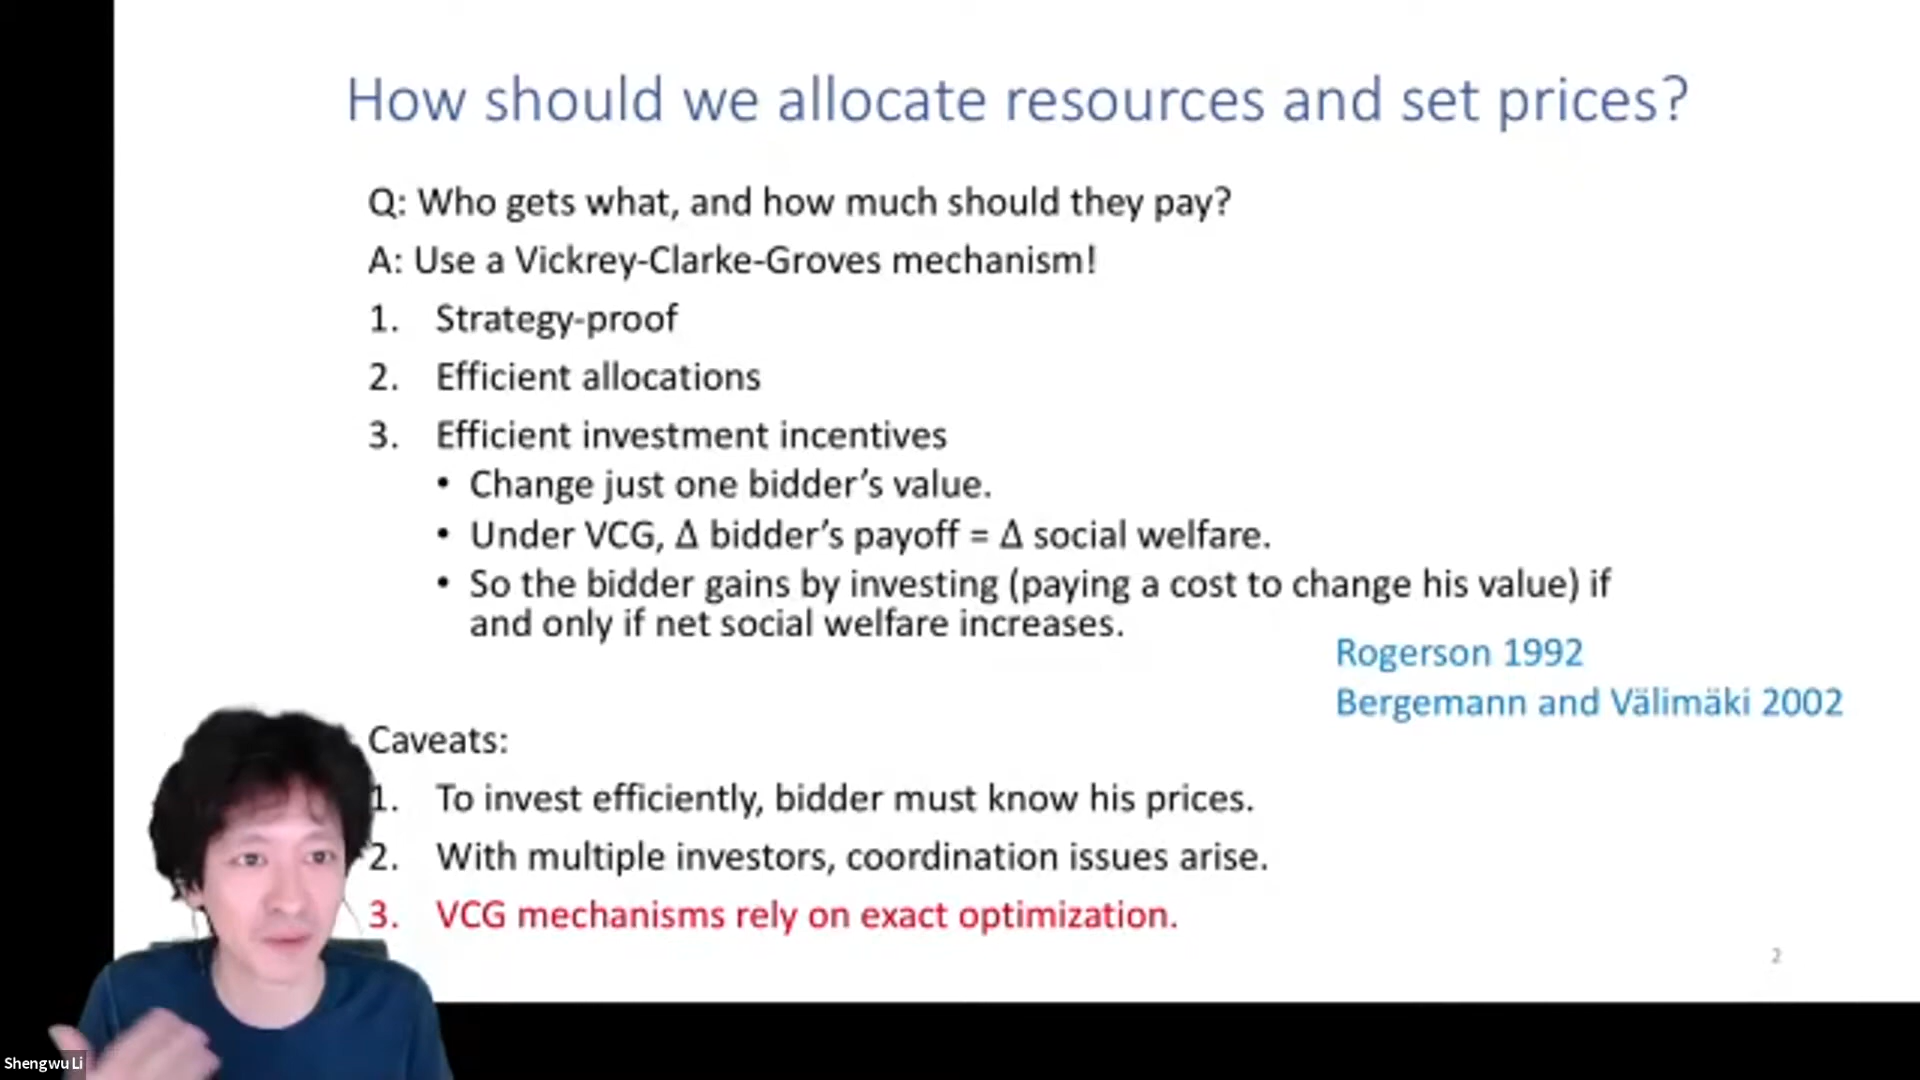 How should we allocate resources and set prices?
Q: Who gets what, and how much should they pay?
A: Use a Vickrey-Clarke-Groves mechanism!
1. Strategy-proof
2. Efficient allocations
3. Efficient investment incentives
• Change just one bidder's value.
• Under VCG, Δ bidder's payoff = Δ social welfare.
• So the bidder gains by investing (paying a cost to change his value) if
and only if net social welfare increases.
Rogerson 1992
Bergemann and Välimäki 2002
Caveats:
1. To invest efficiently, bidder must know his prices.
2. With multiple investors, coordination issues arise.
3. VCG mechanisms rely on exact optimization.
2
Shengwu Li